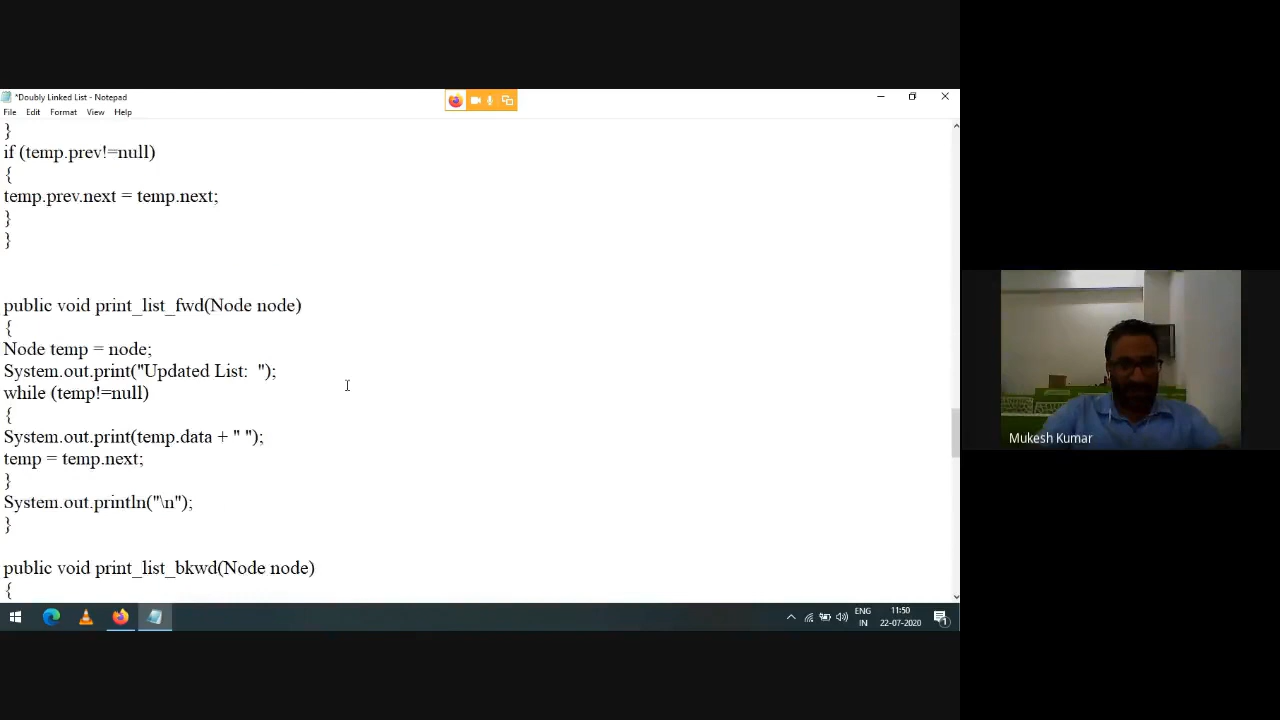 *Doubly Linked List - Notepad
File Edit Format View Help
}
if (temp.prev!=null)
{
temp.prev.next = temp.next;
}
}
public void print_list_fwd(Node node)
{
Node temp = node;
System.out.print("Updated List:  ");
while (temp!=null)
{
System.out.print(temp.data + " ");
temp = temp.next;
}
System.out.println("\n");
}
public void print_list_bkwd(Node node)
{
Mukesh Kumar
ENG 11:50
IN 22-07-2020
1